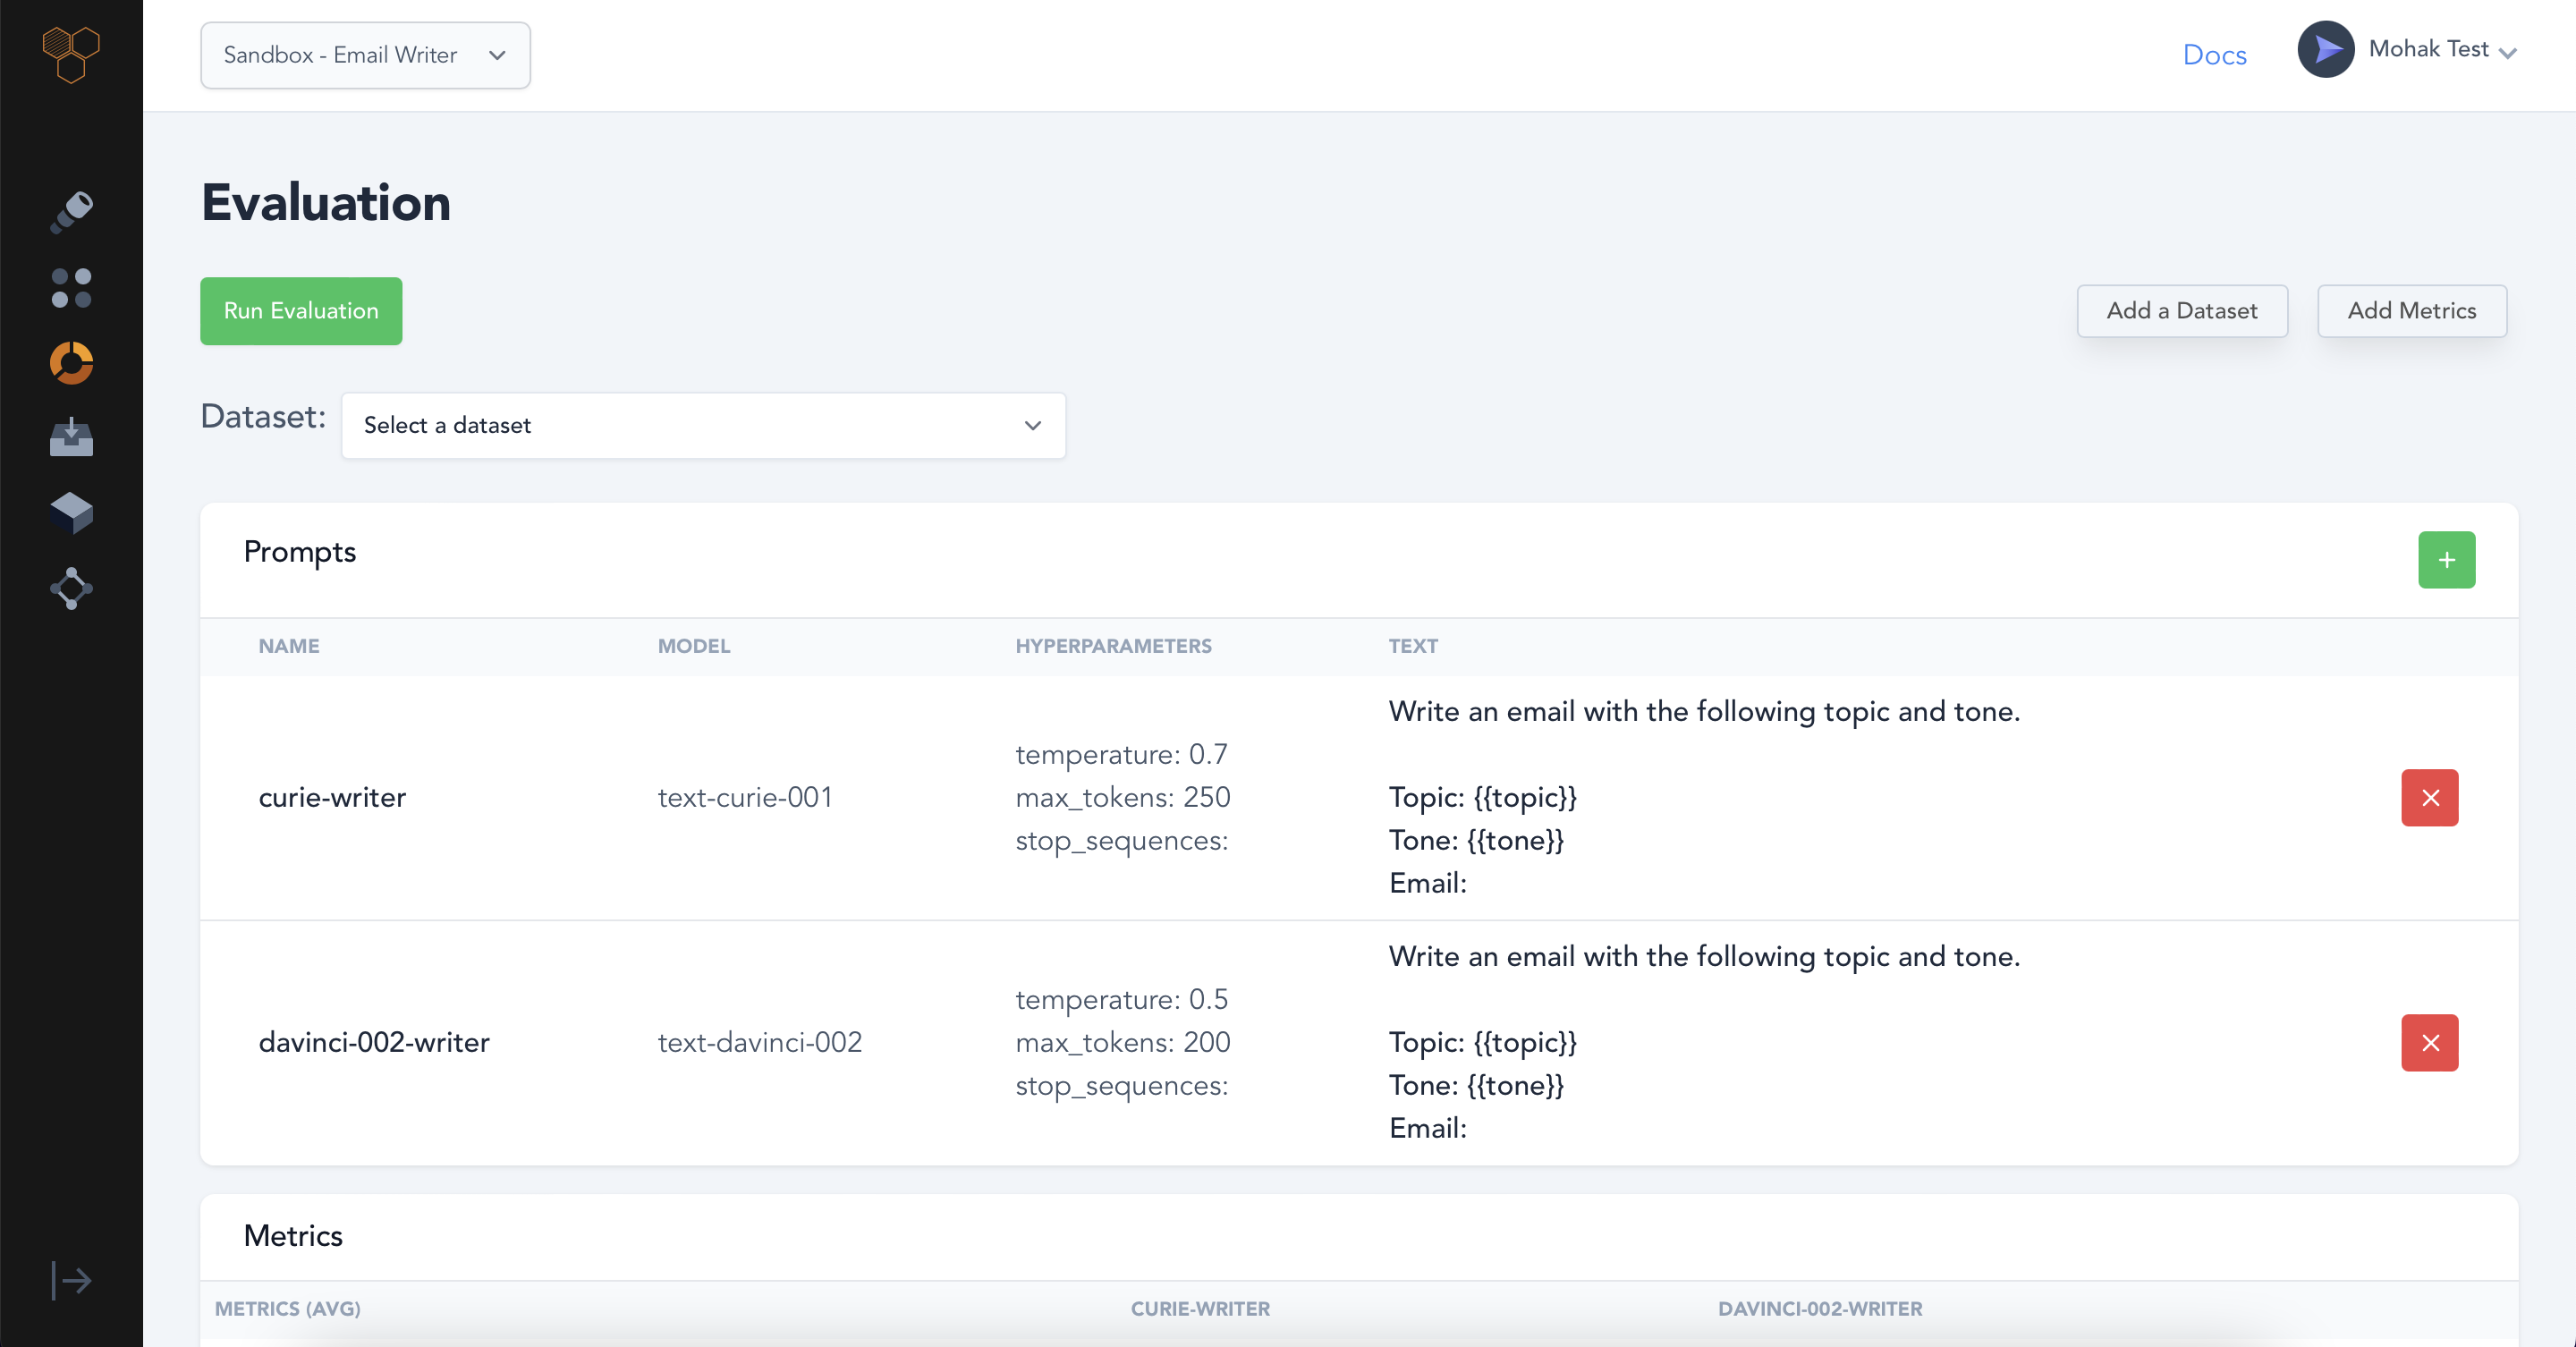 Sandbox - Email Writer
Docs
Mohak Test
Evaluation
Run Evaluation
Add a Dataset
Add Metrics
Dataset:
Select a dataset
Prompts
+
NAME MODEL HYPERPARAMETERS TEXT
Write an email with the following topic and tone.
temperature: 0.7
curie-writer text-curie-001 max_tokens: 250 Topic: {{topic}}
stop_sequences: Tone: {{tone}}
Email:
Write an email with the following topic and tone.
temperature: 0.5
davinci-002-writer text-davinci-002 max_tokens: 200 Topic: {{topic}}
stop_sequences: Tone: {{tone}}
Email:
Metrics
METRICS (AVG) CURIE-WRITER DAVINCI-002-WRITER